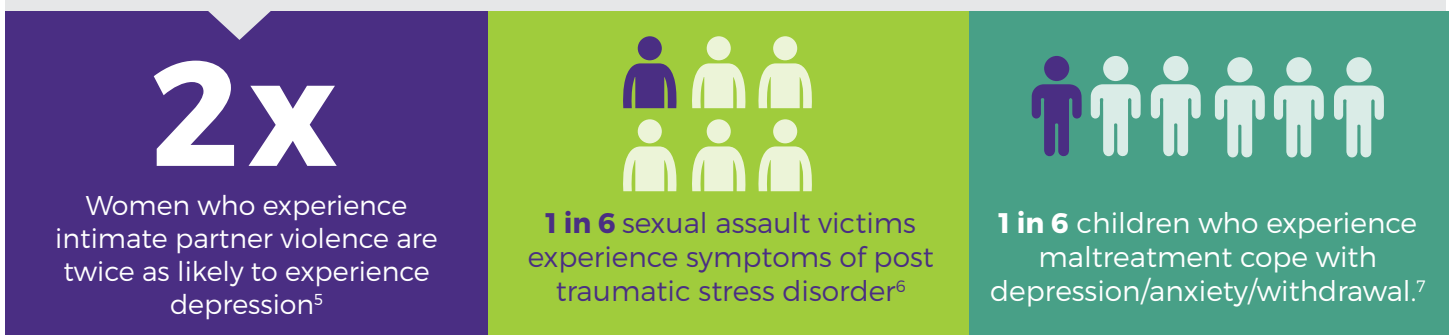 2x
Women who experience
intimate partner violence are
twice as likely to experience
depression⁵
1 in 6 sexual assault victims
experience symptoms of post
traumatic stress disorder⁶
1 in 6 children who experience
maltreatment cope with
depression/anxiety/withdrawal.⁷